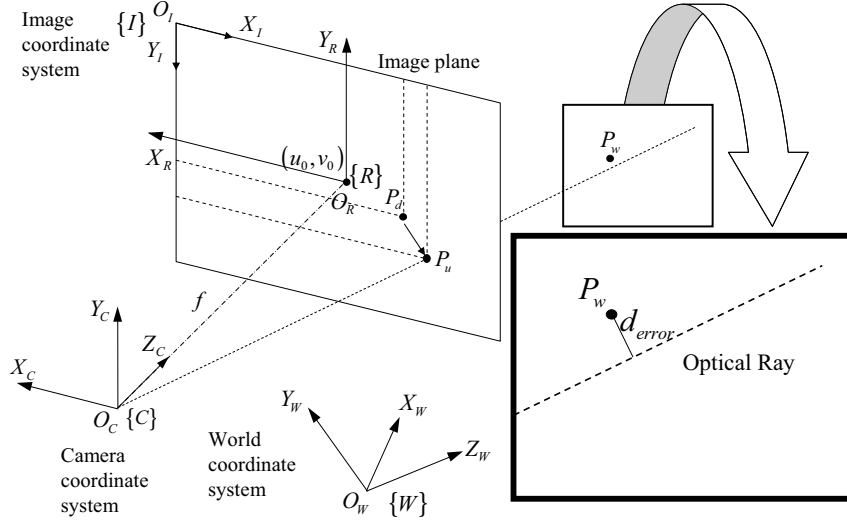 Image
coordinate
system
O_I
{I}
X_I
Y_I
Y_R
Image plane
X_R
(u_0, v_0)
{R}
O_R
P_d
P_u
P_w
f
Y_C
Z_C
X_C
O_C {C}
Camera
coordinate
system
World
coordinate
system
Y_W
X_W
Z_W
O_W {W}
P_w
d_error
Optical Ray